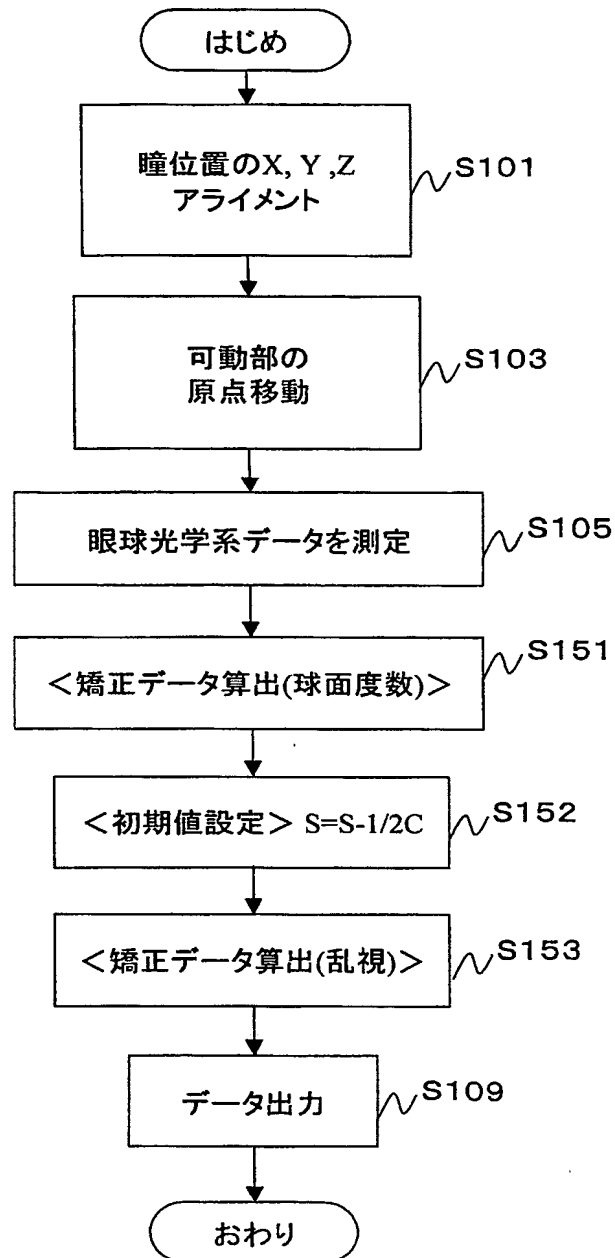 はじめ
瞳位置のX, Y ,Z
アライメント
S101
可動部の
原点移動
S103
眼球光学系データを測定
S105
＜矯正データ算出(球面度数)＞
S151
＜初期値設定＞ S=S-1/2C
S152
＜矯正データ算出(乱視)＞
S153
データ出力
S109
おわり